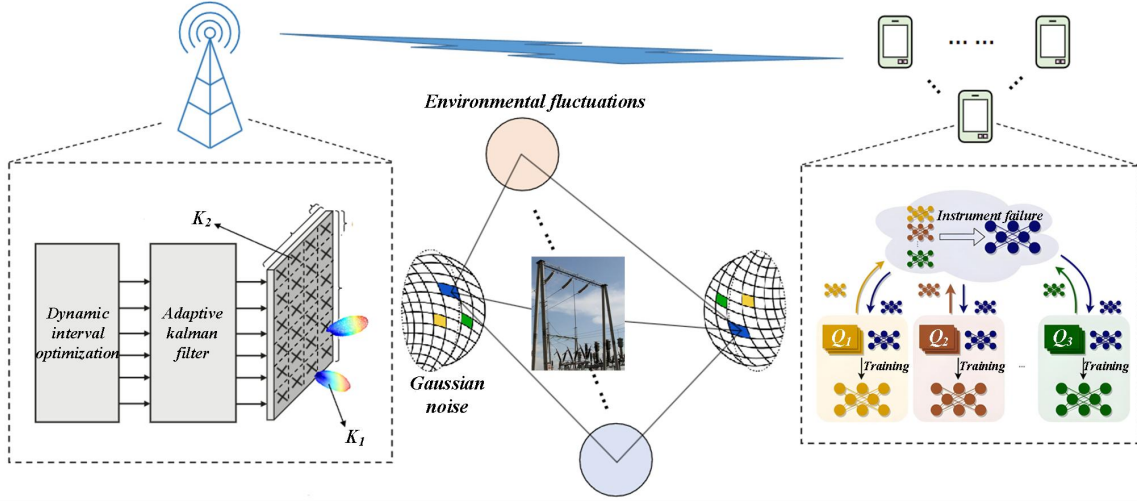 Environmental fluctuations
K2
Dynamic
interval
optimization
Adaptive
kalman
filter
K1
Gaussian
noise
Instrument failure
Q1
Q2
Q3
Training
Training
Training